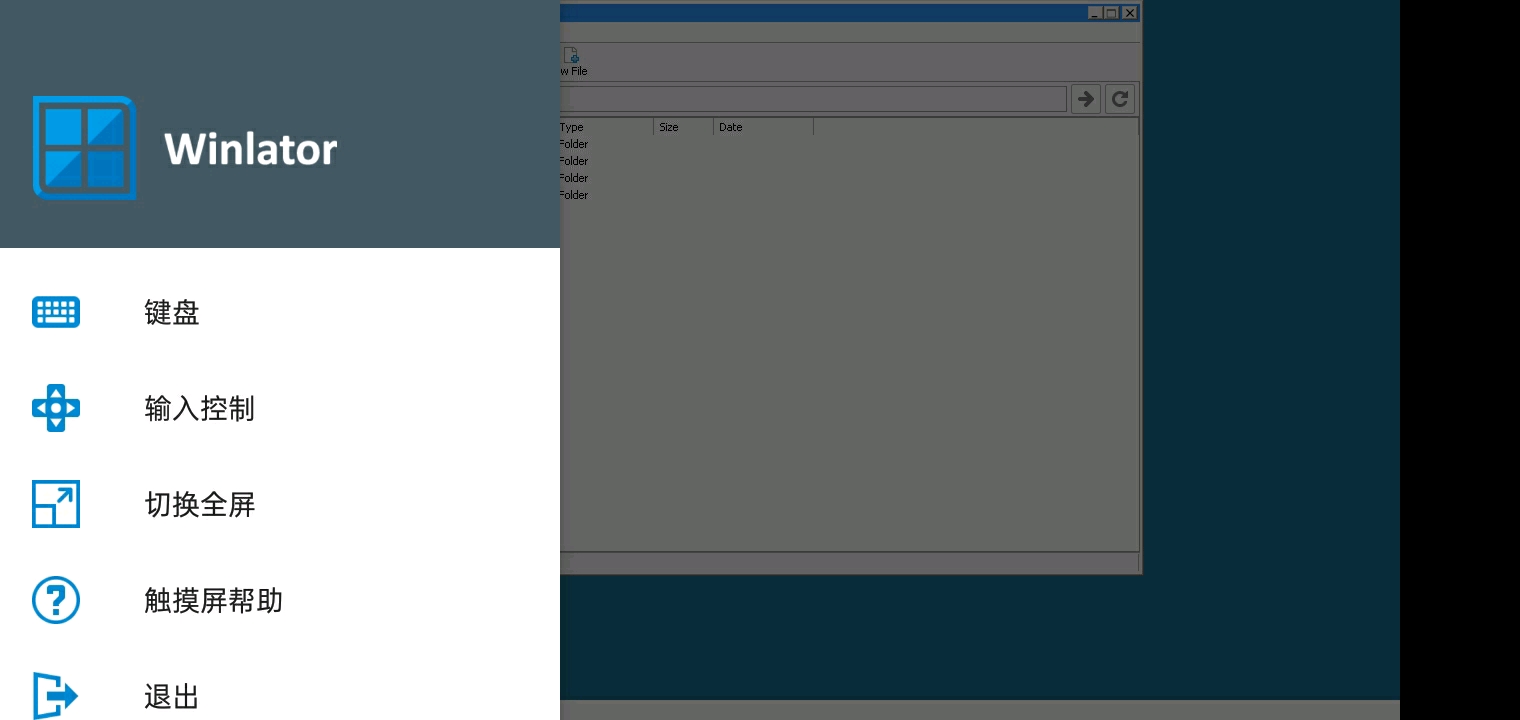 Winlator
键盘
输入控制
切换全屏
触摸屏帮助
退出
w File
Type Size Date
Folder
Folder
Folder
Folder